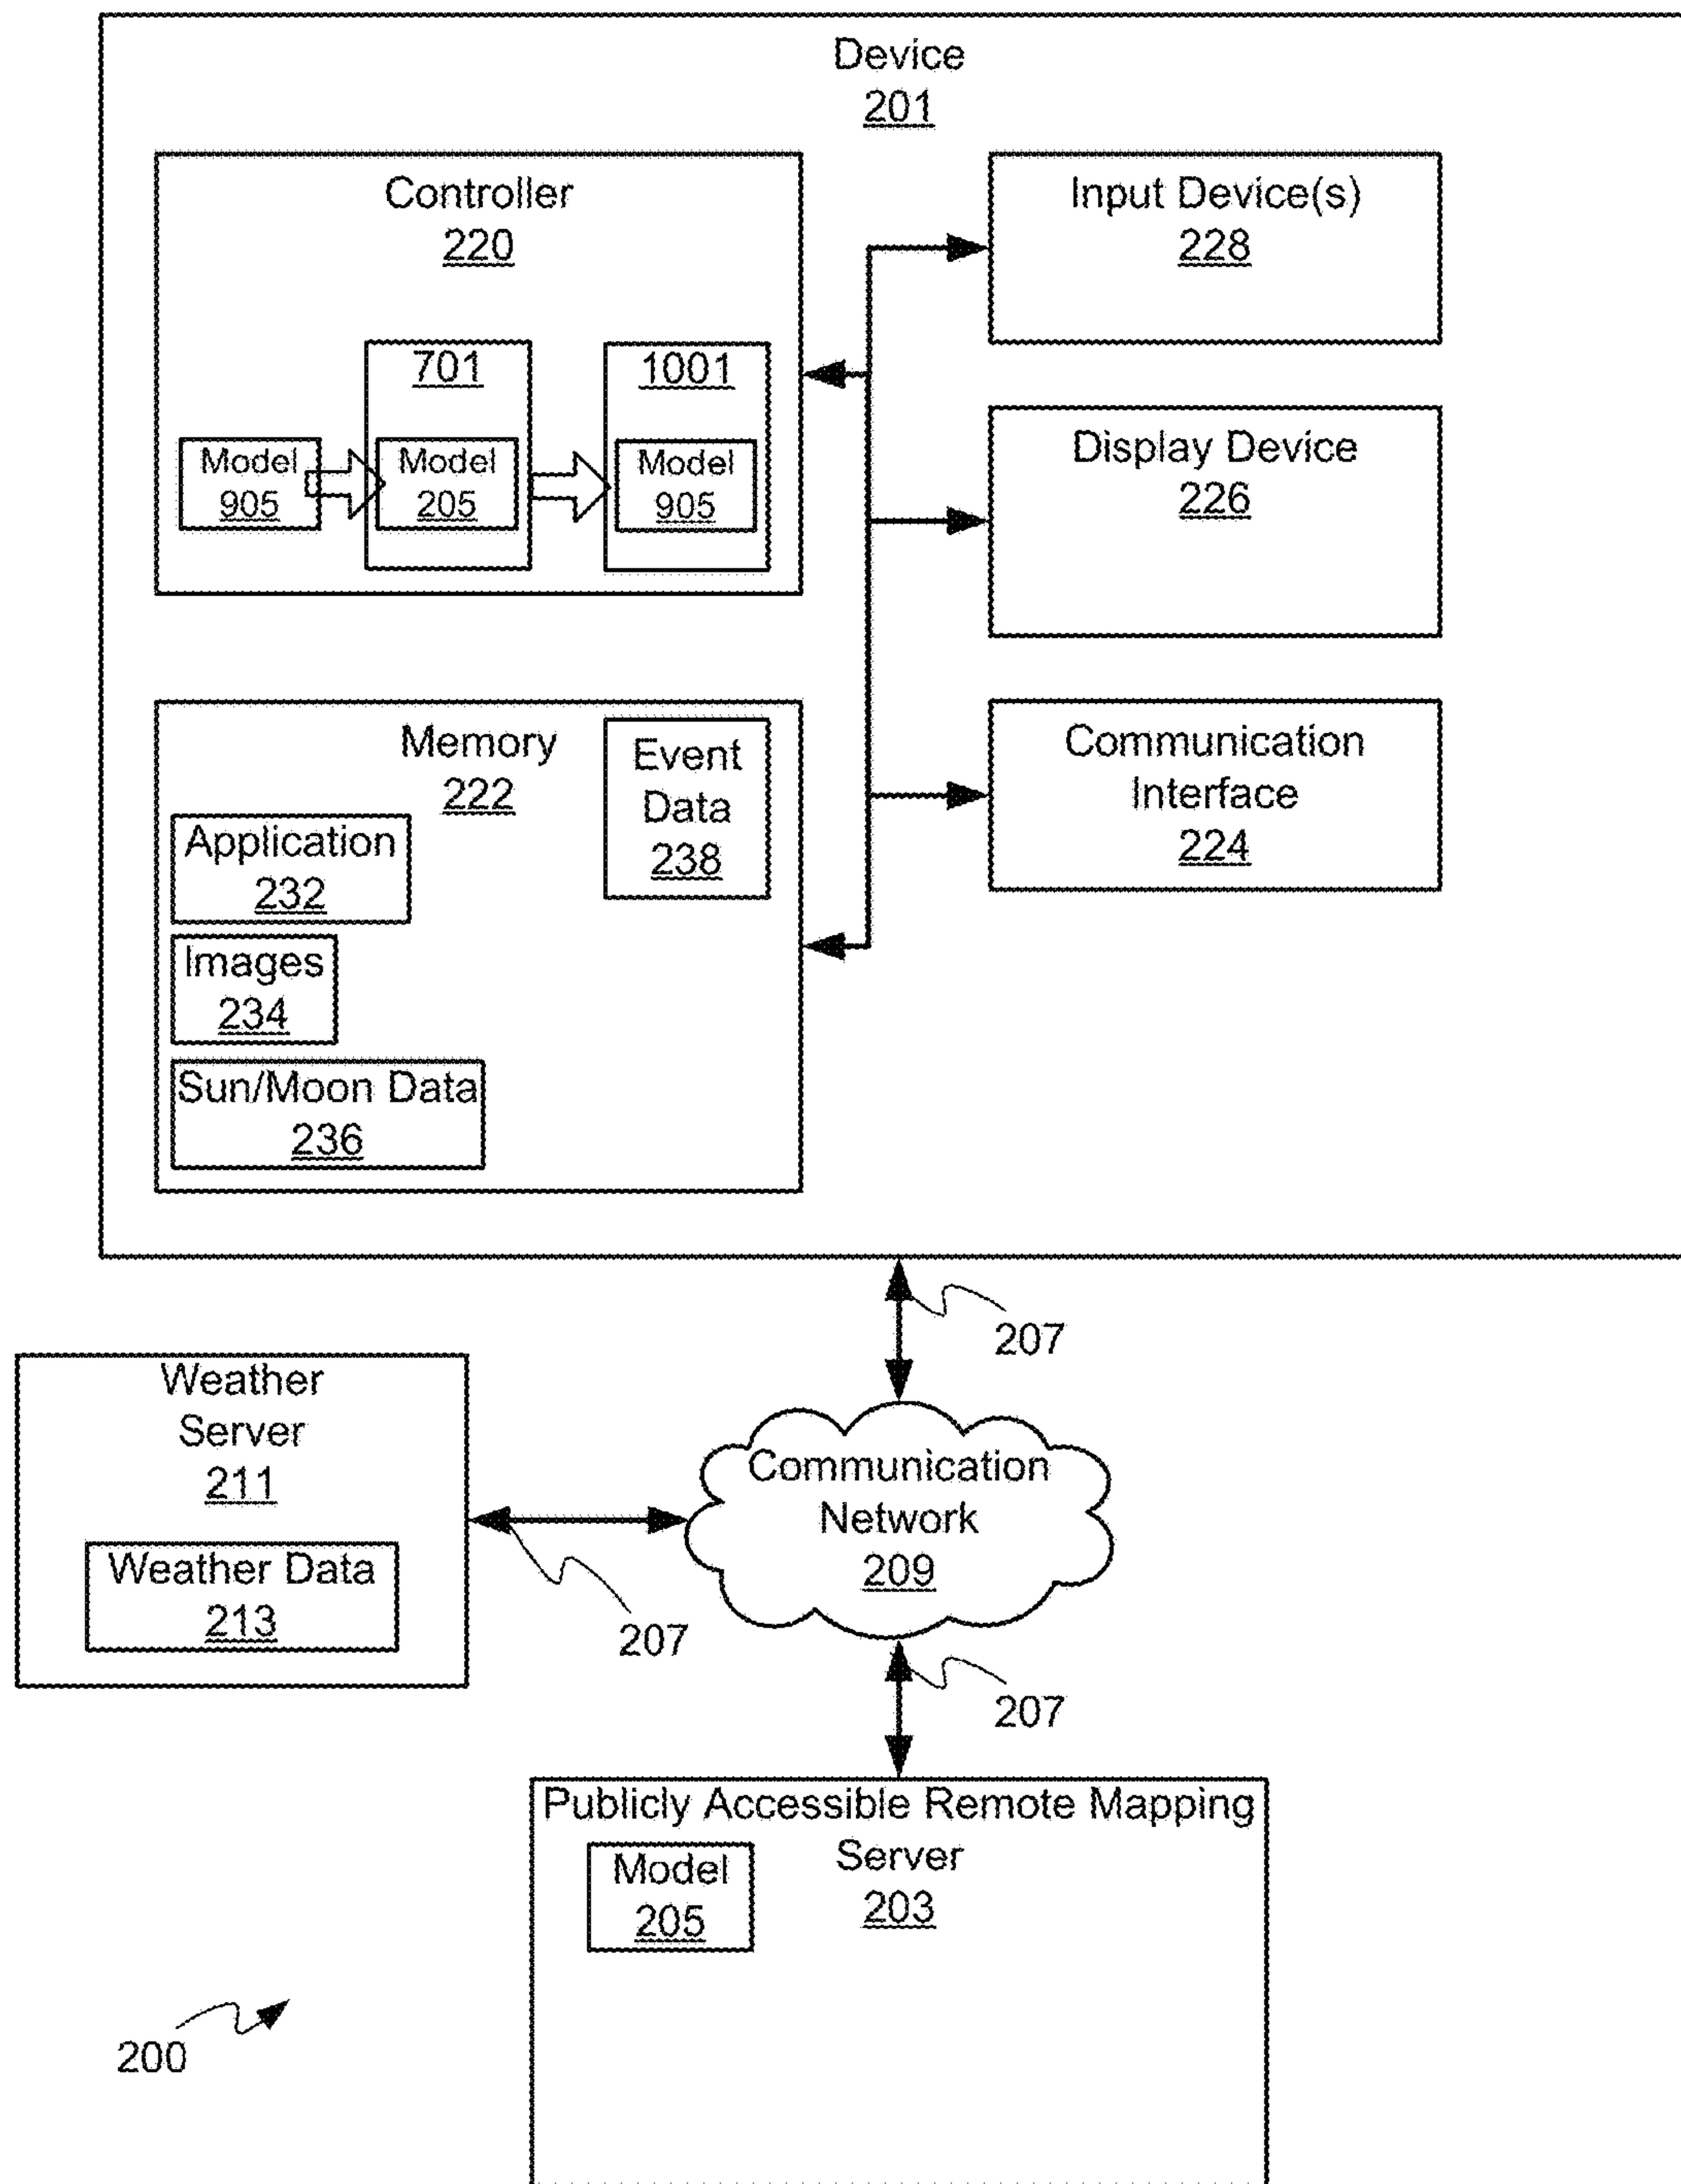 Device
201
Controller
220
701
1001
Model
905
Model
205
Model
905
Input Device(s)
228
Display Device
226
Communication
Interface
224
Memory
222
Event
Data
238
Application
232
Images
234
Sun/Moon Data
236
207
Weather
Server
211
Weather Data
213
207
Communication
Network
209
207
Publicly Accessible Remote Mapping
Server
203
Model
205
200